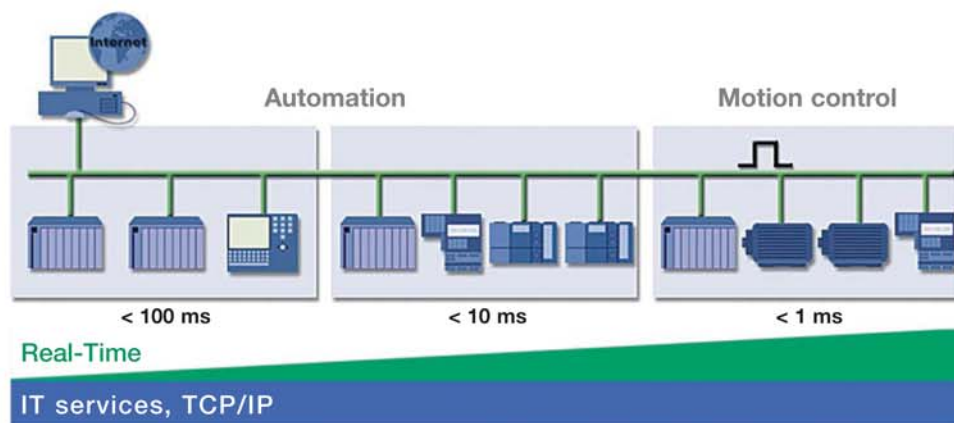 Internet
Automation
Motion control
< 100 ms
< 10 ms
< 1 ms
Real-Time
IT services, TCP/IP